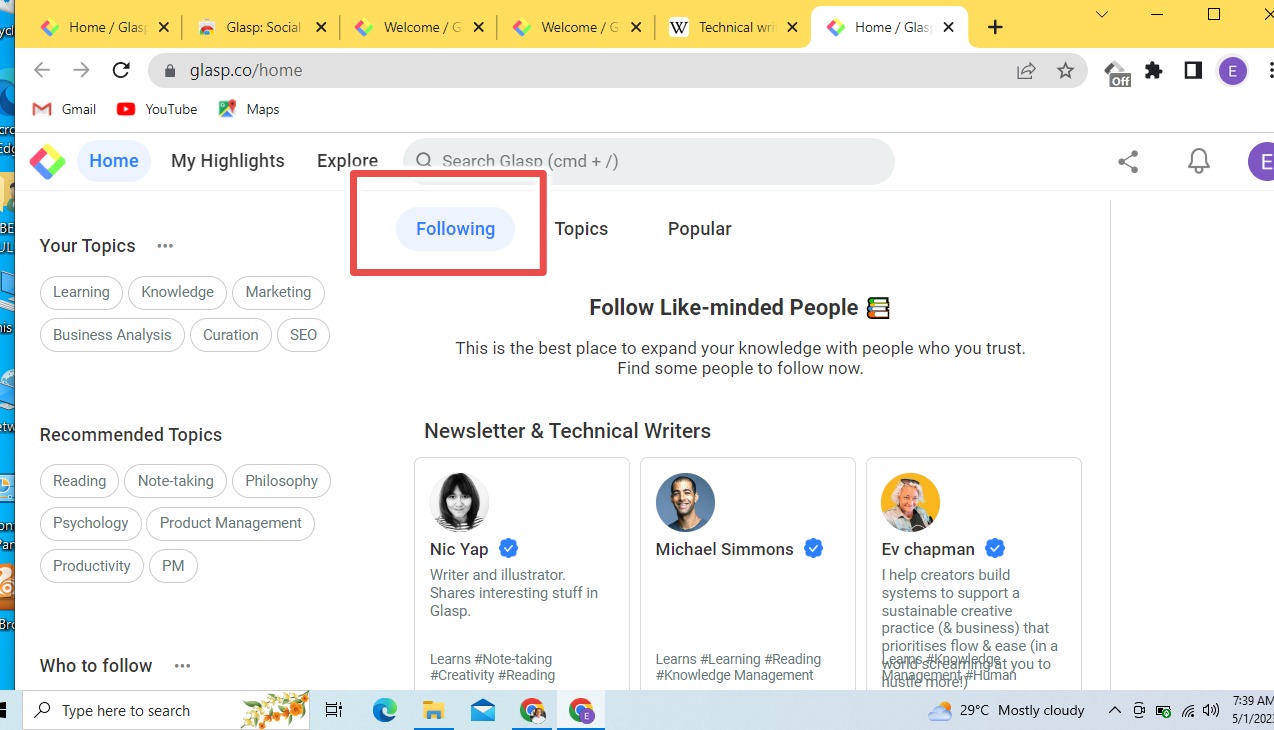 Home / Glasp
Glasp: Social
Welcome / G
Welcome / G
Technical wri
Home / Glasp
glasp.co/home
Off
E
Gmail
YouTube
Maps
Home
My Highlights
Explore
Search Glasp (cmd + /)
E
Following
Topics
Popular
Your Topics
Learning
Knowledge
Marketing
Business Analysis
Curation
SEO
Recommended Topics
Reading
Note-taking
Philosophy
Psychology
Product Management
Productivity
PM
Who to follow
Follow Like-minded People
This is the best place to expand your knowledge with people who you trust.
Find some people to follow now.
Newsletter & Technical Writers
Nic Yap
Writer and illustrator.
Shares interesting stuff in
Glasp.
Learns #Note-taking
#Creativity #Reading
Michael Simmons
Learns #Learning #Reading
#Knowledge Management
Ev chapman
I help creators build
systems to support a
sustainable creative
practice (& business) that
prioritises flow & ease (in a
world screaming at you to
hustle more!)
Learns #Knowledge
Management #Human
Type here to search
29°C Mostly cloudy
7:39 AM
5/1/202